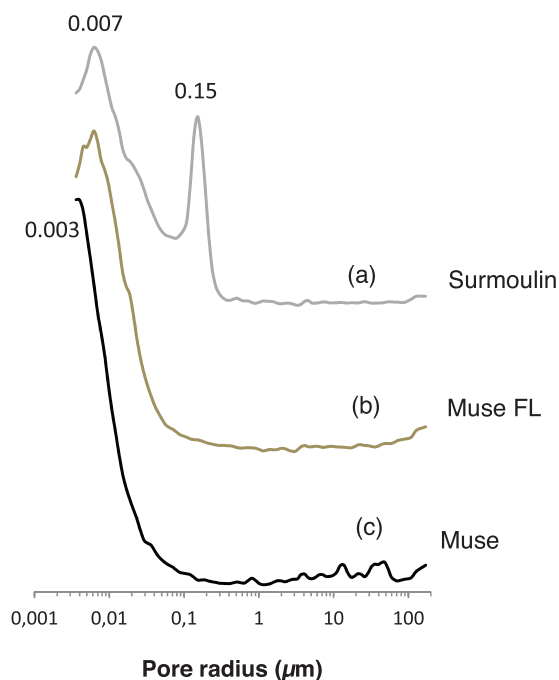 0.007
0.15
0.003
(a)
Surmoulin
(b)
Muse FL
(c)
Muse
0,001 0,01 0,1 1 10 100
Pore radius (µm)